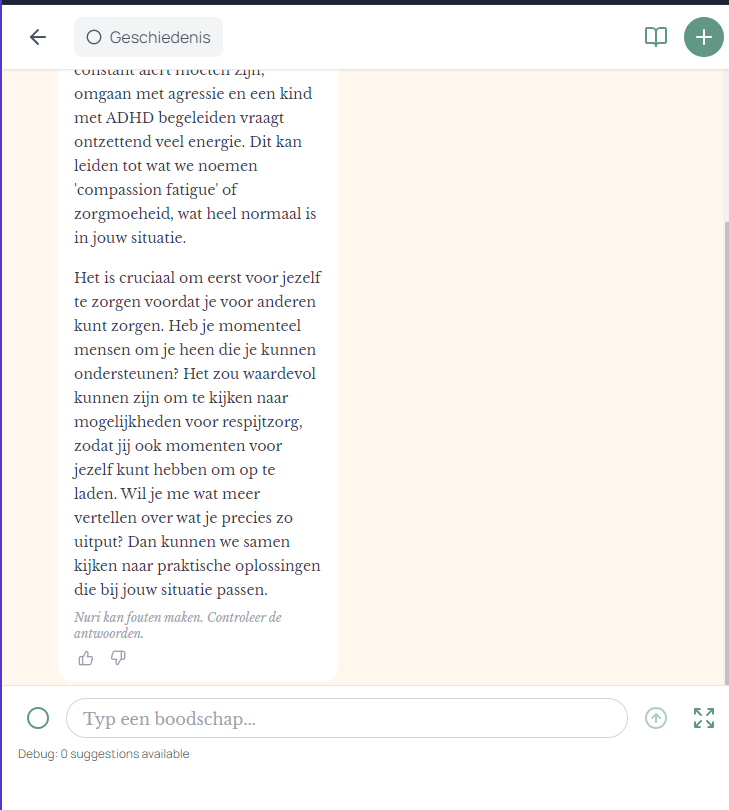 Geschiedenis
constant alert moeten zijn,
omgaan met agressie en een kind
met ADHD begeleiden vraagt
ontzettend veel energie. Dit kan
leiden tot wat we noemen
'compassion fatigue' of
zorgmoeheid, wat heel normaal is
in jouw situatie.
Het is cruciaal om eerst voor jezelf
te zorgen voordat je voor anderen
kunt zorgen. Heb je momenteel
mensen om je heen die je kunnen
ondersteunen? Het zou waardevol
kunnen zijn om te kijken naar
mogelijkheden voor respijtzorg,
zodat jij ook momenten voor
jezelf kunt hebben om op te
laden. Wil je me wat meer
vertellen over wat je precies zo
uitput? Dan kunnen we samen
kijken naar praktische oplossingen
die bij jouw situatie passen.
Nuri kan fouten maken. Controleer de
antwoorden.
Typ een boodschap...
Debug: 0 suggestions available